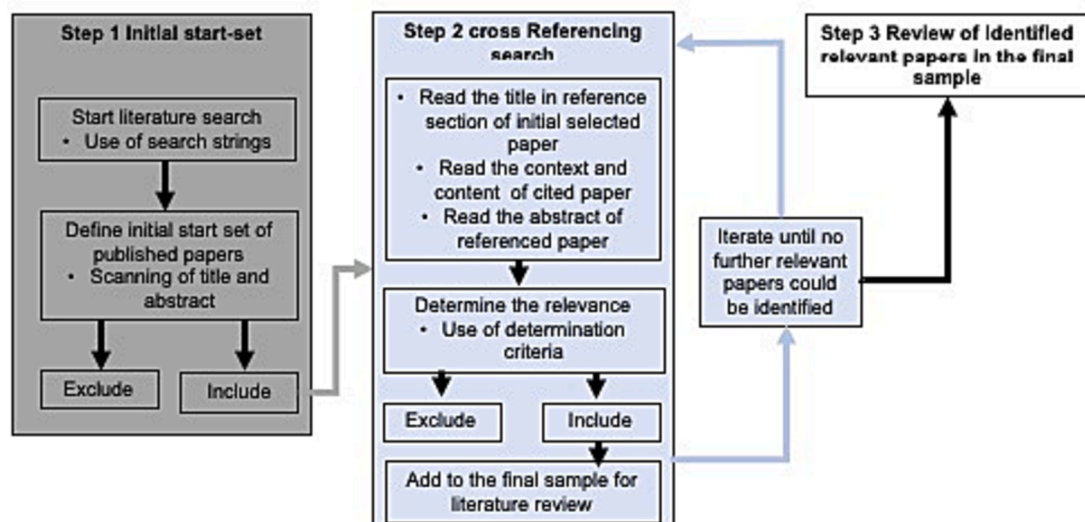 Step 1 Initial start-set
Start literature search
• Use of search strings
Define initial start set of
published papers
• Scanning of title and
abstract
Exclude
Include
Step 2 cross Referencing
search
• Read the title in reference
section of initial selected
paper
• Read the context and
content of cited paper
• Read the abstract of
referenced paper
Determine the relevance
• Use of determination
criteria
Exclude
Include
Add to the final sample for
literature review
Iterate until no
further relevant
papers could
be identified
Step 3 Review of identified
relevant papers in the final
sample